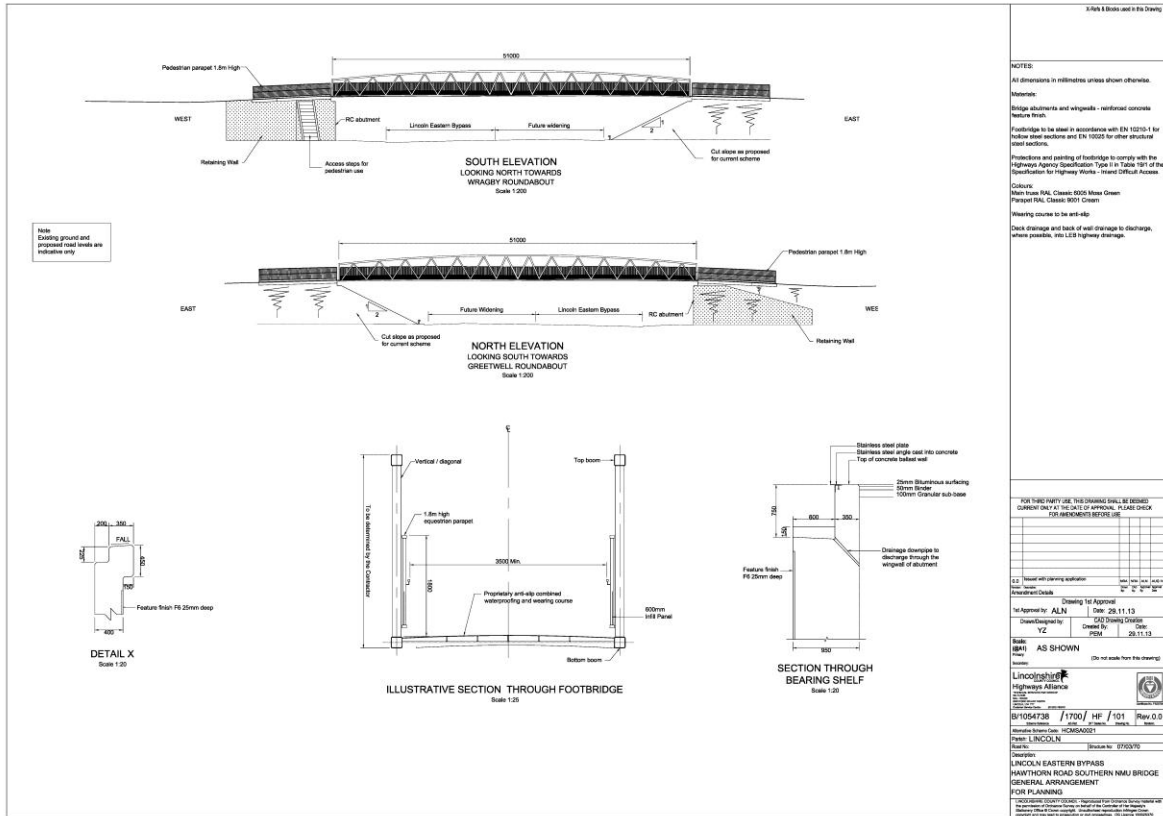 X-Refs & Blocks used in this Drawing
51000
Pedestrian parapet 1.8m High
WEST
EAST
RC abutment
Lincoln Eastern Bypass
Future widening
1
2
Retaining Wall
Access steps for
pedestrian use
Cut slope as proposed
for current scheme
SOUTH ELEVATION
LOOKING NORTH TOWARDS
WRAGBY ROUNDABOUT
Scale 1:200
Note
Existing ground and
proposed road levels are
indicative only
51000
Pedestrian parapet 1.8m High
EAST
WES
1
2
Future Widening
Lincoln Eastern Bypass
RC abutment
Cut slope as proposed
for current scheme
Retaining Wall
NORTH ELEVATION
LOOKING SOUTH TOWARDS
GREETWELL ROUNDABOUT
Scale 1:200
200
350
FALL
225
450
150
Feature finish F6 25mm deep
400
DETAIL X
Scale 1:20
Vertical / diagonal
Top boom
To be determined by the Contractor
1.8m high
equestrian parapet
1800
3500 Min.
Proprietary anti-slip combined
waterproofing and wearing course
600mm
Infill Panel
Bottom boom
ILLUSTRATIVE SECTION THROUGH FOOTBRIDGE
Scale 1:25
Stainless steel plate
Stainless steel angle cast into concrete
Top of concrete ballast wall
25mm Bituminous surfacing
50mm Binder
100mm Granular sub-base
750
600
350
150
Drainage downpipe to
discharge through the
wingwall of abutment
Feature finish
F6 25mm deep
950
SECTION THROUGH
BEARING SHELF
Scale 1:20
NOTES:
All dimensions in millimetres unless shown otherwise.
Materials:
Bridge abutments and wingwalls - reinforced concrete
feature finish.
Footbridge to be steel in accordance with EN 10210-1 for
hollow steel sections and EN 10025 for other structural
steel sections.
Protections and painting of footbridge to comply with the
Highways Agency Specification Type II in Table 19/1 of the
Specification for Highway Works - Inland Difficult Access.
Colours:
Main truss RAL Classic 6005 Moss Green
Parapet RAL Classic 9001 Cream
Wearing course to be anti-slip
Deck drainage and back of wall drainage to discharge,
where possible, into LEB highway drainage.
FOR THIRD PARTY USE, THIS DRAWING SHALL BE DEEMED
CURRENT ONLY AT THE DATE OF APPROVAL. PLEASE CHECK
FOR AMENDMENTS BEFORE USE
0.0 Issued with planning application
Amendment Details
Drawing 1st Approval
1st Approval by: ALN Date: 29.11.13
Drawn/Designed by: YZ
CAD Drawing Creation
Created By: PEM Date: 29.11.13
Scale: (@A1) AS SHOWN
(Do not scale from this drawing)
Lincolnshire
COUNTY COUNCIL
Highways Alliance
B/1054738 /1700/ HF /101 Rev.0.0
Alternative Scheme Code: HCMSA0021
Parish: LINCOLN
Road No: Structure No: 07/03/70
Description:
LINCOLN EASTERN BYPASS
HAWTHORN ROAD SOUTHERN NMU BRIDGE
GENERAL ARRANGEMENT
FOR PLANNING